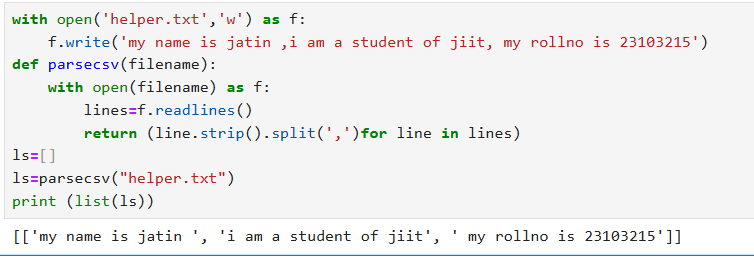 with open('helper.txt','w') as f:
    f.write('my name is jatin ,i am a student of jiit, my rollno is 23103215')
def parsecsv(filename):
    with open(filename) as f:
        lines=f.readlines()
        return (line.strip().split(',')for line in lines)
ls=[]
ls=parsecsv("helper.txt")
print (list(ls))
[['my name is jatin ', 'i am a student of jiit', ' my rollno is 23103215']]